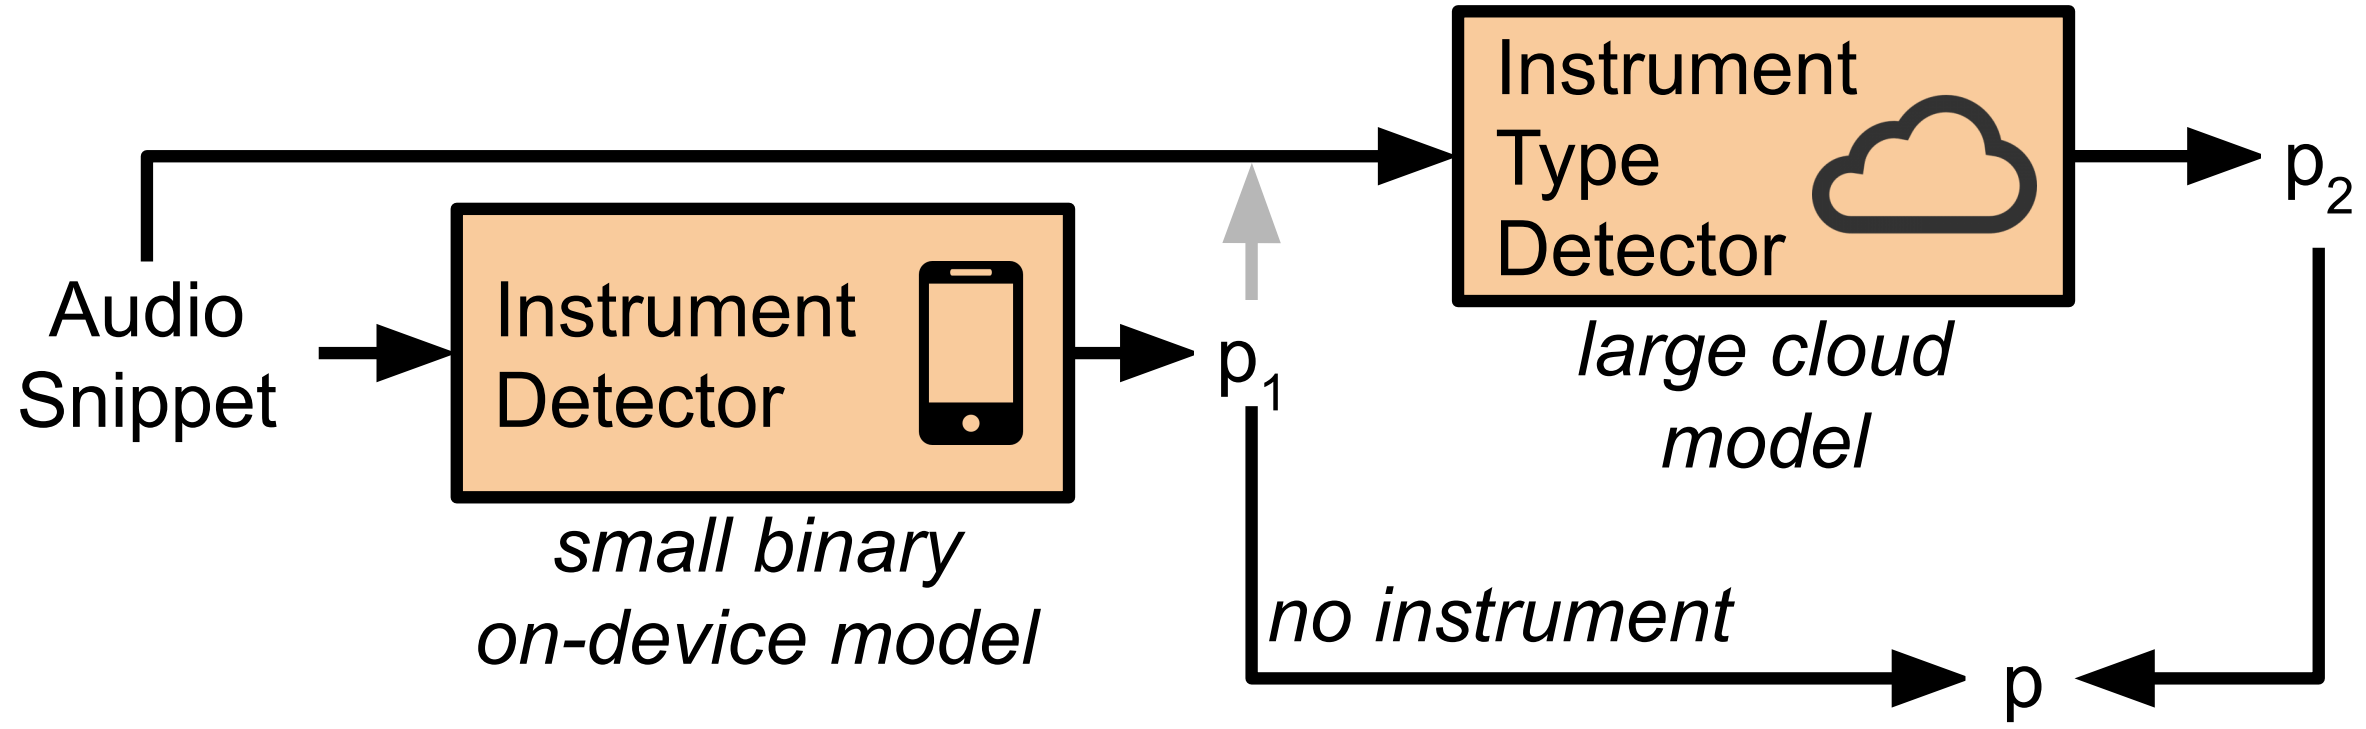 Audio
Snippet
Instrument
Detector
small binary
on-device model
p1
Instrument
Type
Detector
large cloud
model
p2
no instrument
p